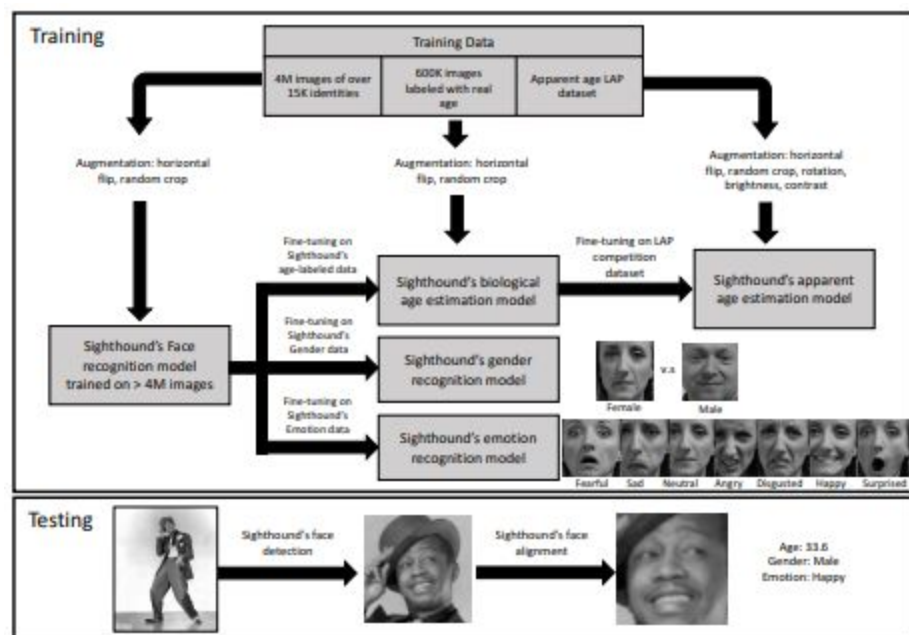 Training
Training Data
4M images of over
15K identities
600K images
labeled with real
age
Apparent age LAP
dataset
Augmentation: horizontal
flip, random crop
Augmentation: horizontal
flip, random crop
Augmentation: horizontal
flip, random crop, rotation,
brightness, contrast
Fine-tuning on
Sighthound's
age-labeled data
Sighthound's biological
age estimation model
Fine-tuning on LAP
competition
dataset
Sighthound's apparent
age estimation model
Sighthound's Face
recognition model
trained on > 4M images
Fine-tuning on
Sighthound's
Gender data
Sighthound's gender
recognition model
v.s
Female
Male
Fine-tuning on
Sighthound's
Emotion data
Sighthound's emotion
recognition model
Fearful
Sad
Neutral
Angry
Disgusted
Happy
Surprised
Testing
Sighthound's face
detection
Sighthound's face
alignment
Age: 33.6
Gender: Male
Emotion: Happy